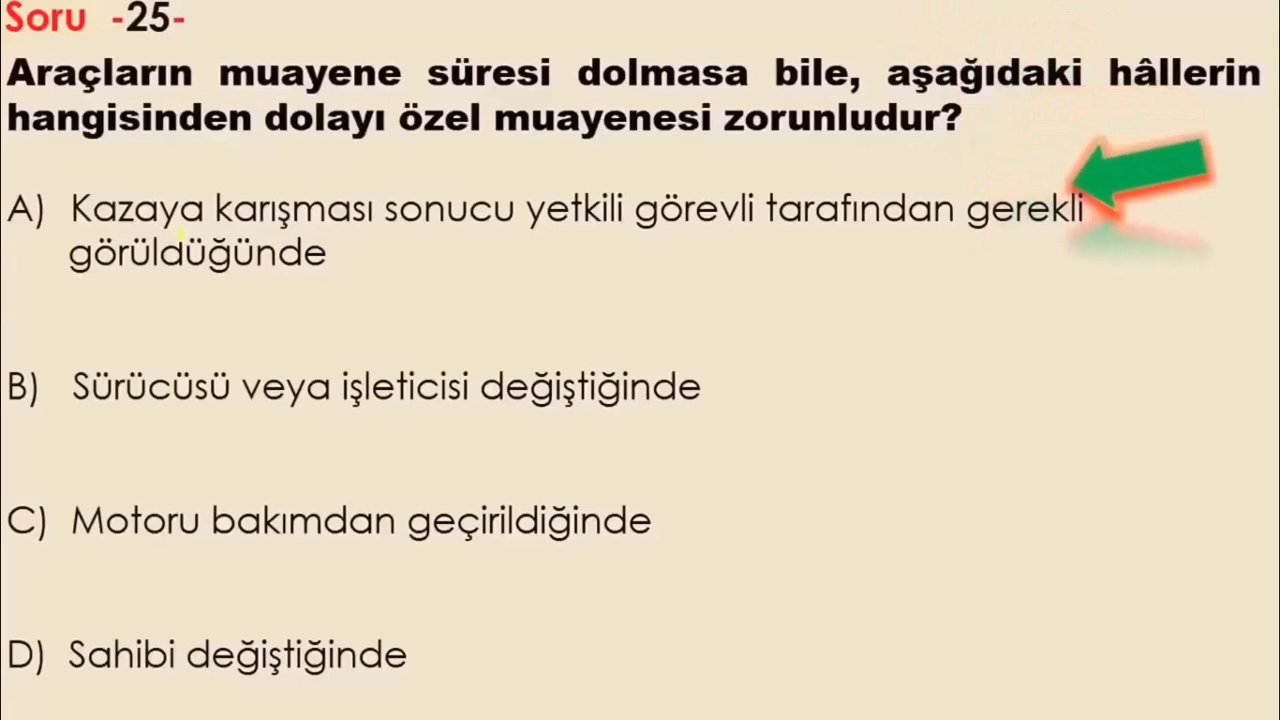 Soru -25-
Araçların muayene süresi dolmasa bile, aşağıdaki hâllerin
hangisinden dolayı özel muayenesi zorunludur?
A) Kazaya karışması sonucu yetkili görevli tarafından gerekli
görüldüğünde
B) Sürücüsü veya işleticisi değiştiğinde
C) Motoru bakımdan geçirildiğinde
D) Sahibi değiştiğinde